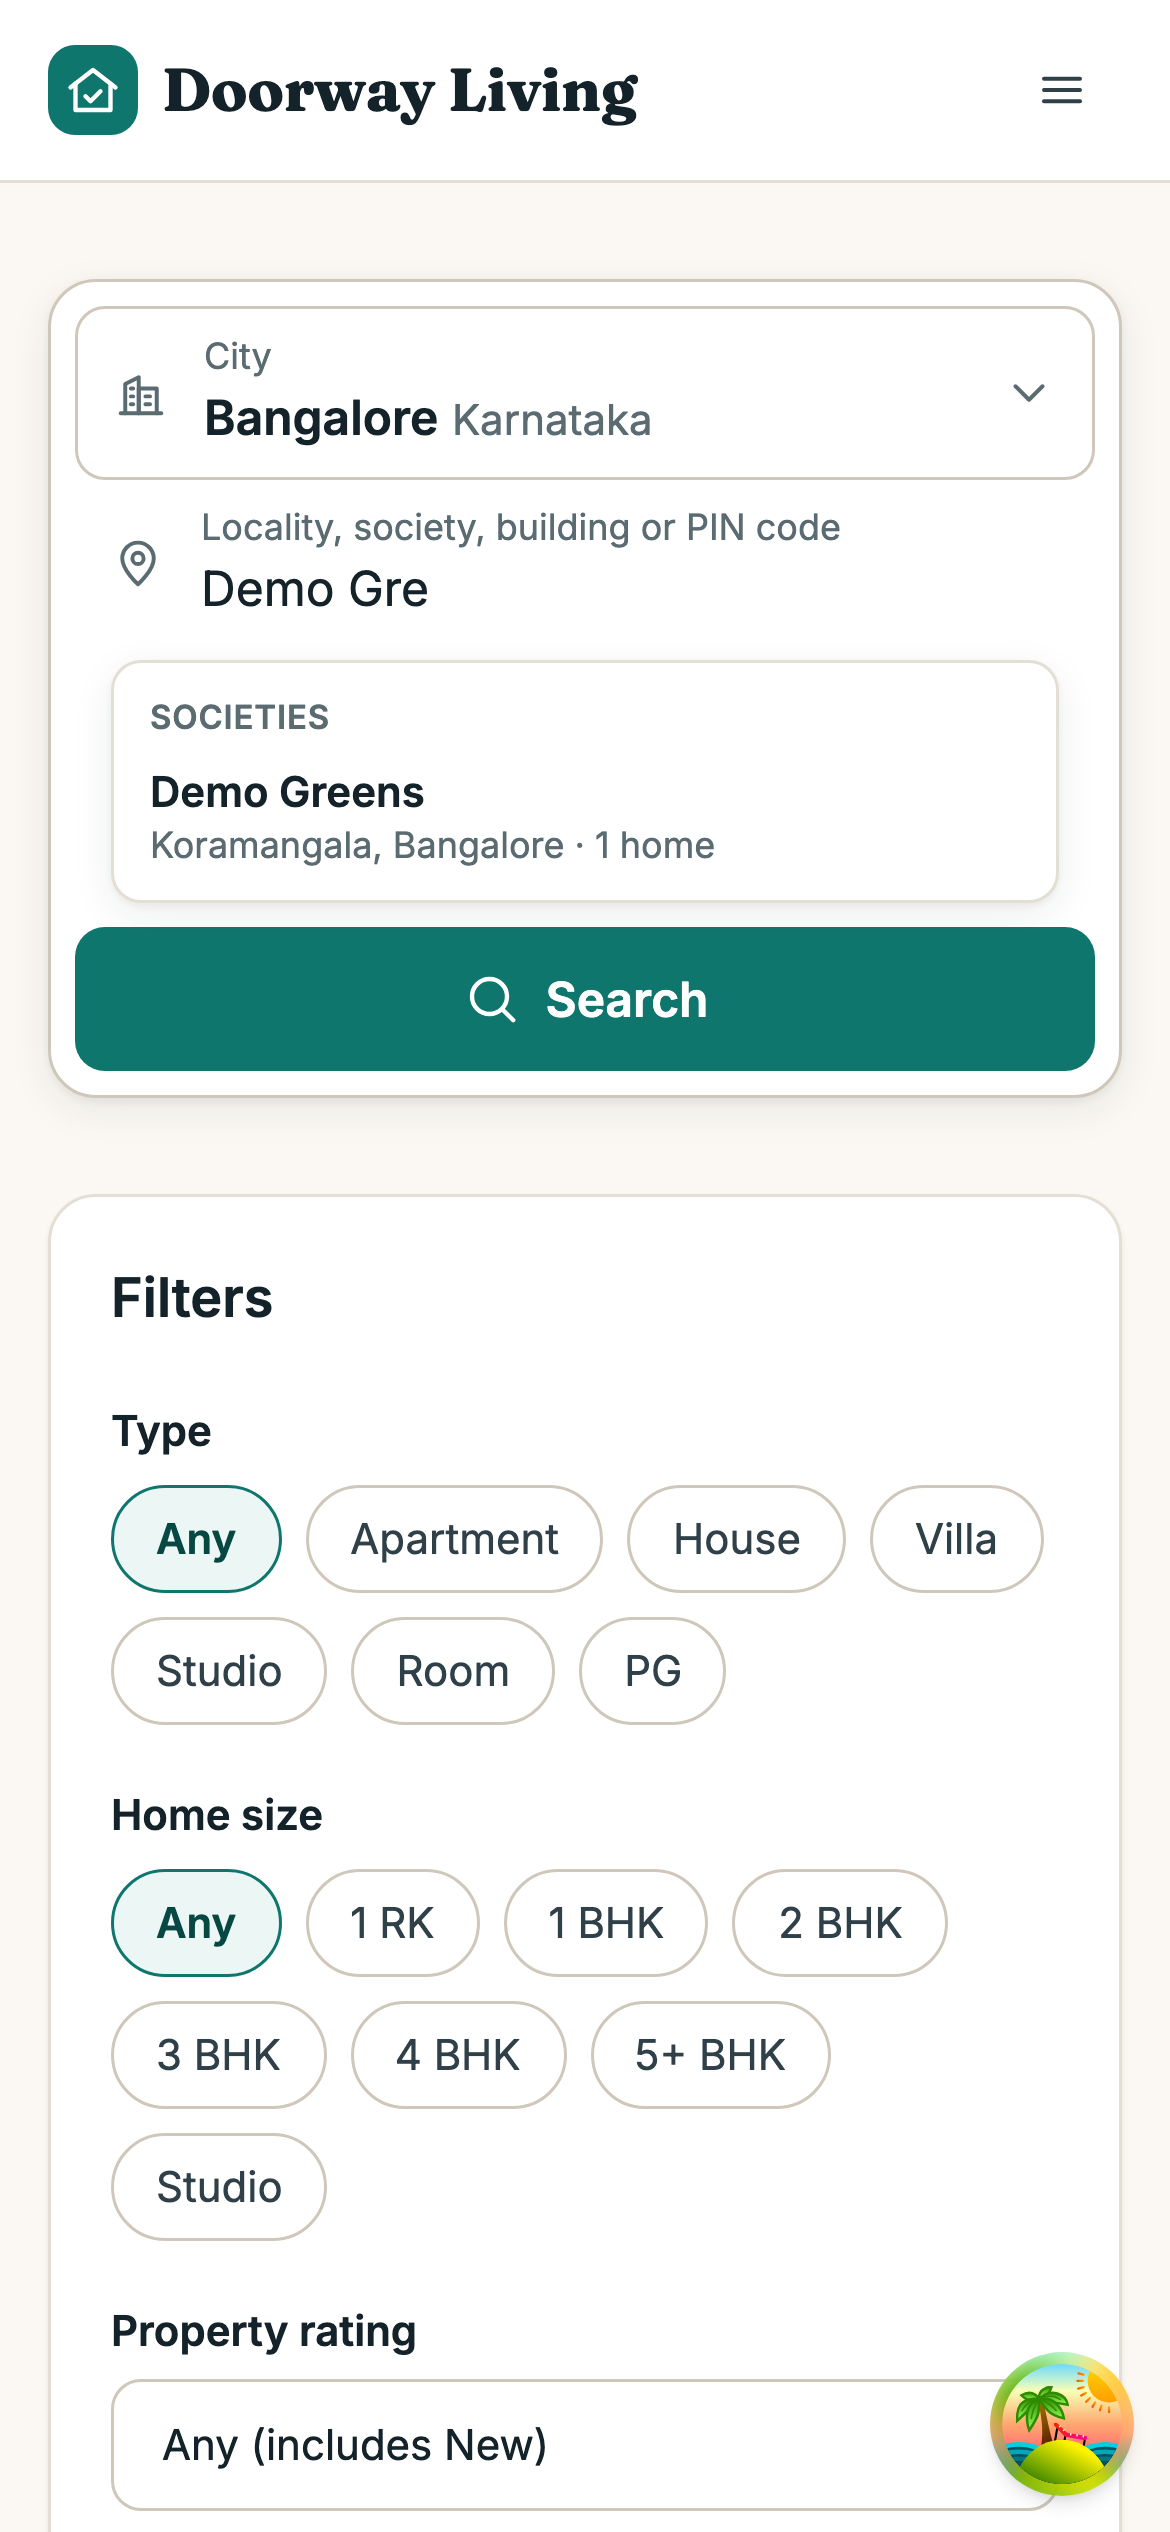 Doorway Living
City
Bangalore Karnataka
Locality, society, building or PIN code
Demo Gre
SOCIETIES
Demo Greens
Koramangala, Bangalore · 1 home
Search
Filters
Type
Any Apartment House Villa
Studio Room PG
Home size
Any 1 RK 1 BHK 2 BHK
3 BHK 4 BHK 5+ BHK
Studio
Property rating
Any (includes New)